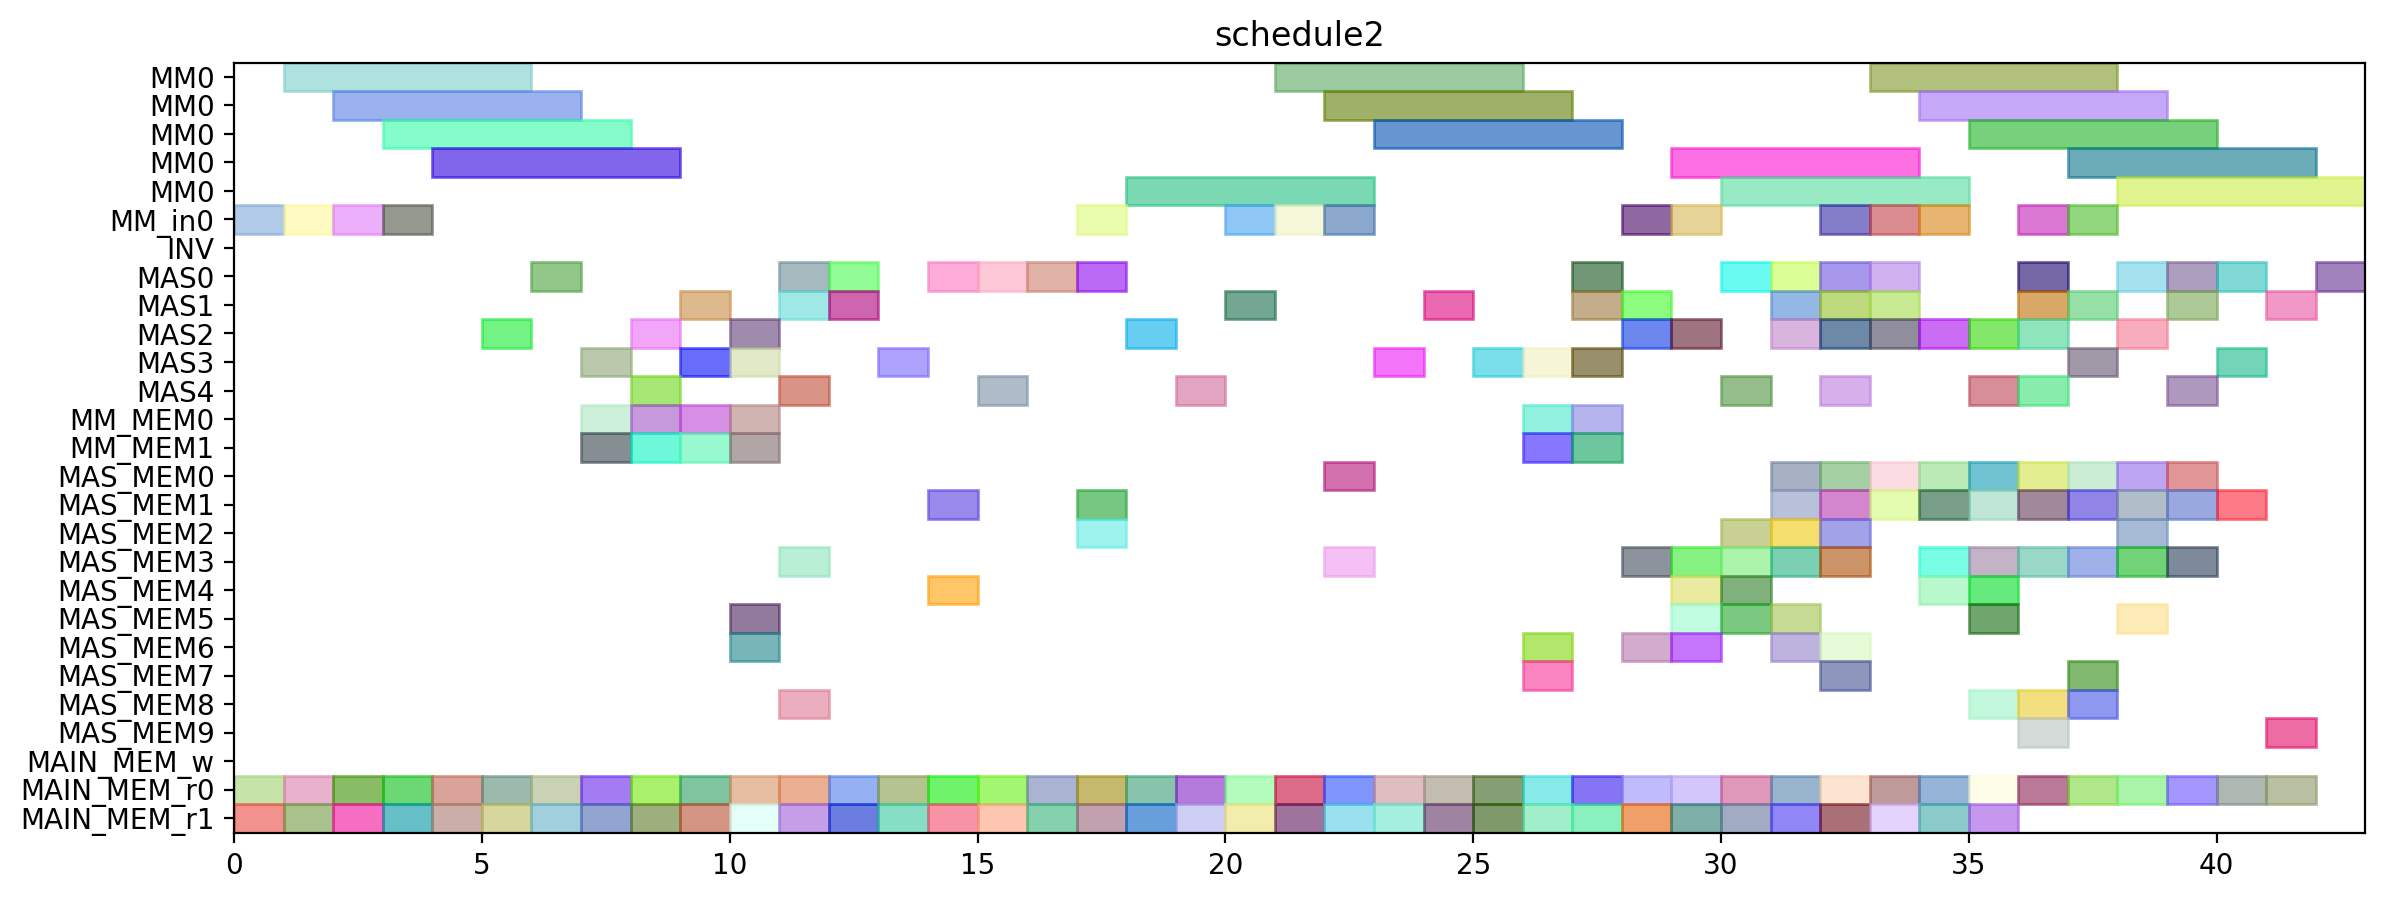 schedule2
MM0
MM0
MM0
MM0
MM0
MM_in0
INV
MAS0
MAS1
MAS2
MAS3
MAS4
MM_MEM0
MM_MEM1
MAS_MEM0
MAS_MEM1
MAS_MEM2
MAS_MEM3
MAS_MEM4
MAS_MEM5
MAS_MEM6
MAS_MEM7
MAS_MEM8
MAS_MEM9
MAIN_MEM_w
MAIN_MEM_r0
MAIN_MEM_r1
0 5 10 15 20 25 30 35 40